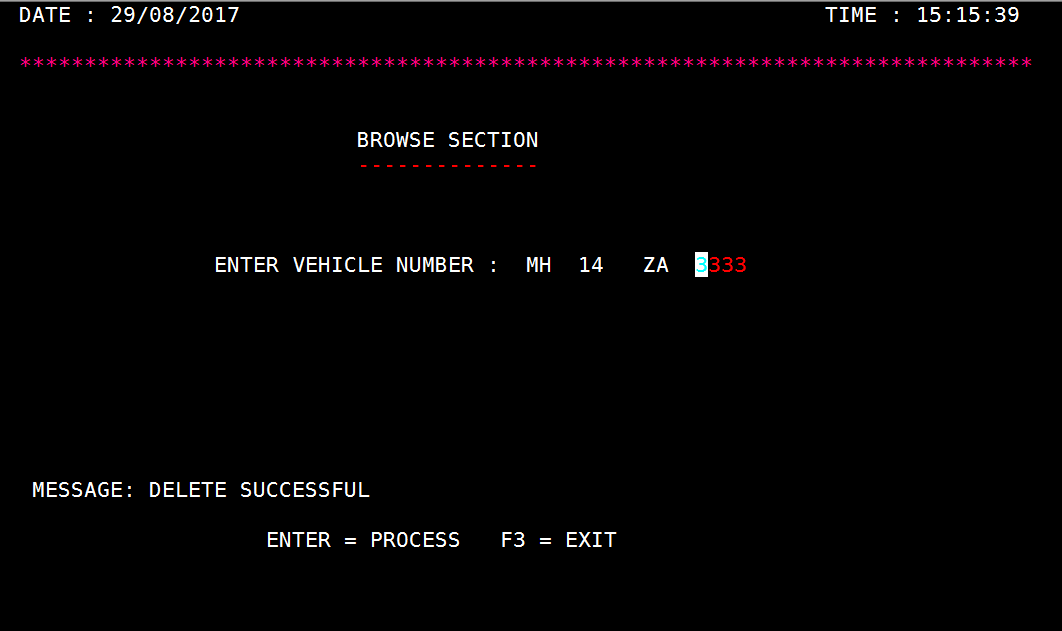 DATE : 29/08/2017 TIME : 15:15:39
******************************************************************************
BROWSE SECTION
--------------
ENTER VEHICLE NUMBER : MH 14 ZA 3333
MESSAGE: DELETE SUCCESSFUL
ENTER = PROCESS F3 = EXIT